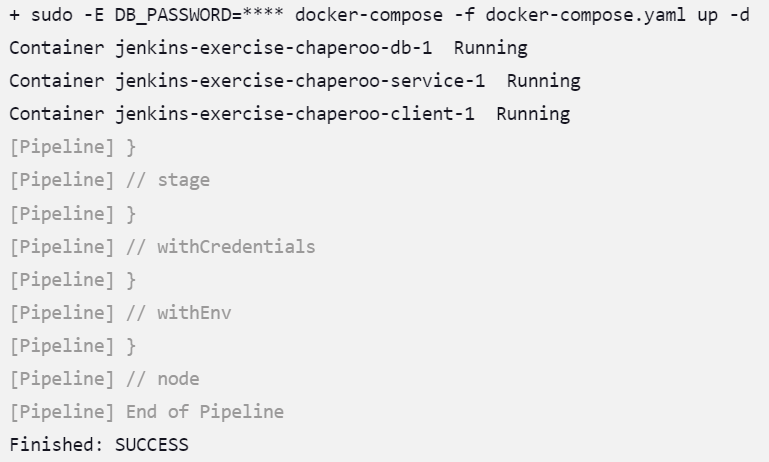 + sudo -E DB_PASSWORD=**** docker-compose -f docker-compose.yaml up -d
Container jenkins-exercise-chaperoo-db-1  Running
Container jenkins-exercise-chaperoo-service-1  Running
Container jenkins-exercise-chaperoo-client-1  Running
[Pipeline] }
[Pipeline] // stage
[Pipeline] }
[Pipeline] // withCredentials
[Pipeline] }
[Pipeline] // withEnv
[Pipeline] }
[Pipeline] // node
[Pipeline] End of Pipeline
Finished: SUCCESS